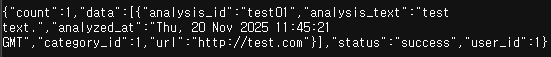 {"count":1,"data":[{"analysis_id":"test01","analysis_text":"test
text.","analyzed_at":"Thu, 20 Nov 2025 11:45:21
GMT","category_id":1,"url":"http://test.com"}],"status":"success","user_id":1}